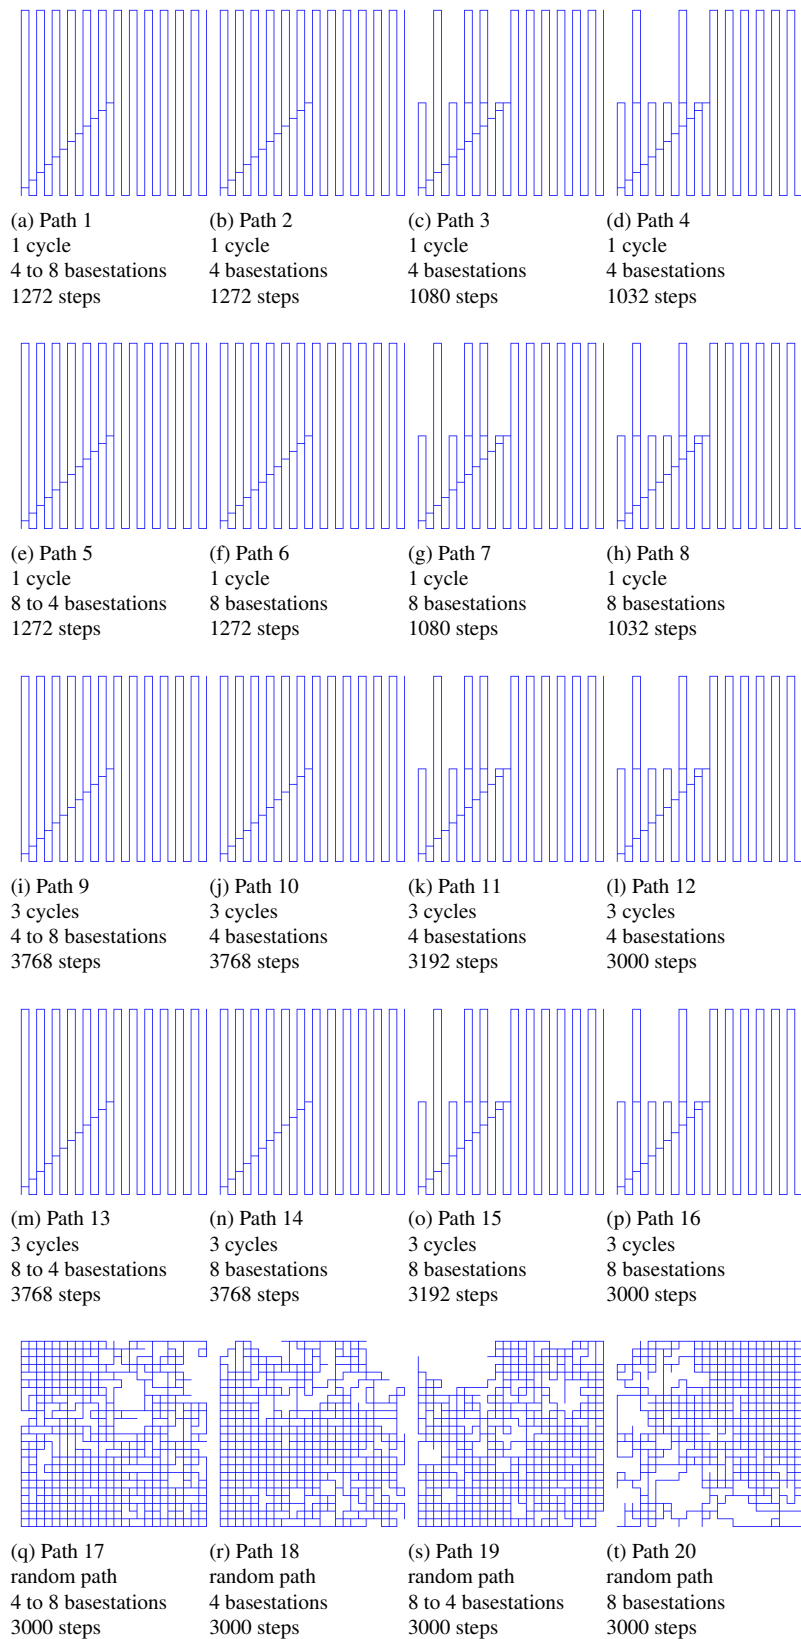 (a) Path 1
1 cycle
4 to 8 basestations
1272 steps
(b) Path 2
1 cycle
4 basestations
1272 steps
(c) Path 3
1 cycle
4 basestations
1080 steps
(d) Path 4
1 cycle
4 basestations
1032 steps
(e) Path 5
1 cycle
8 to 4 basestations
1272 steps
(f) Path 6
1 cycle
8 basestations
1272 steps
(g) Path 7
1 cycle
8 basestations
1080 steps
(h) Path 8
1 cycle
8 basestations
1032 steps
(i) Path 9
3 cycles
4 to 8 basestations
3768 steps
(j) Path 10
3 cycles
4 basestations
3768 steps
(k) Path 11
3 cycles
4 basestations
3192 steps
(l) Path 12
3 cycles
4 basestations
3000 steps
(m) Path 13
3 cycles
8 to 4 basestations
3768 steps
(n) Path 14
3 cycles
8 basestations
3768 steps
(o) Path 15
3 cycles
8 basestations
3192 steps
(p) Path 16
3 cycles
8 basestations
3000 steps
(q) Path 17
random path
4 to 8 basestations
3000 steps
(r) Path 18
random path
4 basestations
3000 steps
(s) Path 19
random path
8 to 4 basestations
3000 steps
(t) Path 20
random path
8 basestations
3000 steps